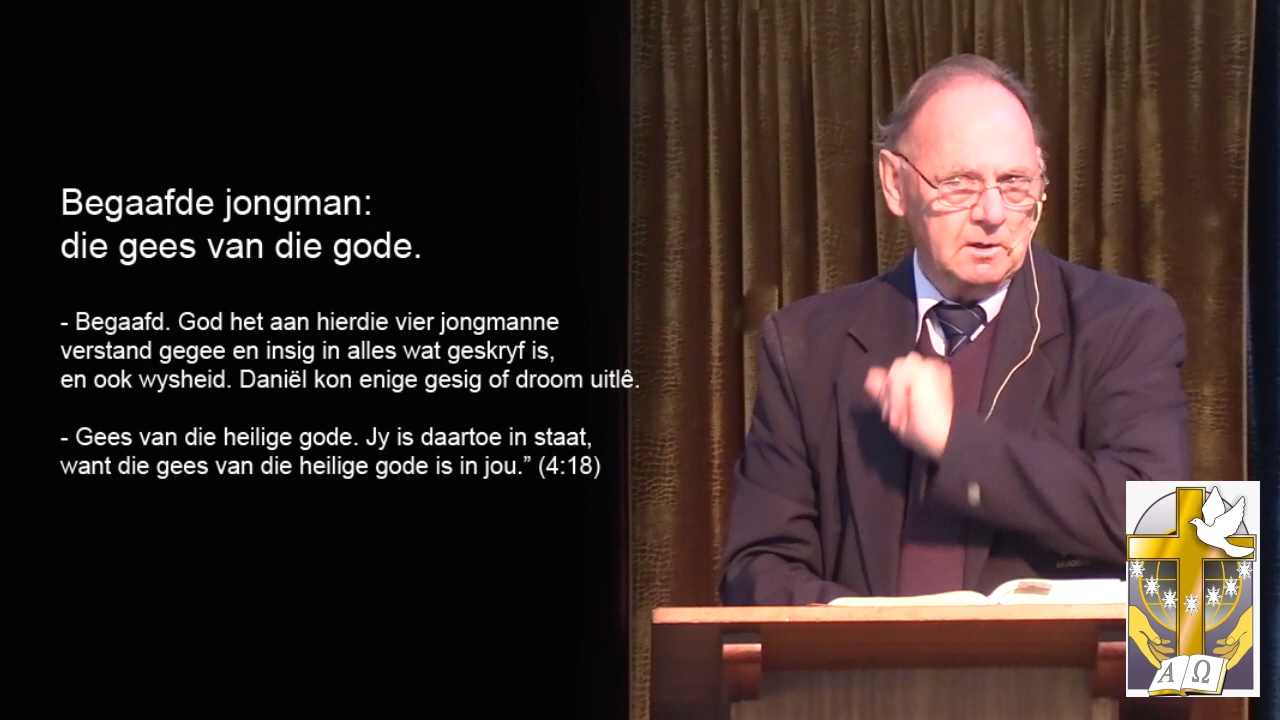 Begaafde jongman:
die gees van die gode.
- Begaafd. God het aan hierdie vier jongmanne
verstand gegee en insig in alles wat geskryf is,
en ook wysheid. Daniël kon enige gesig of droom uitlê.
- Gees van die heilige gode. Jy is daartoe in staat,
want die gees van die heilige gode is in jou.” (4:18)
A Ω